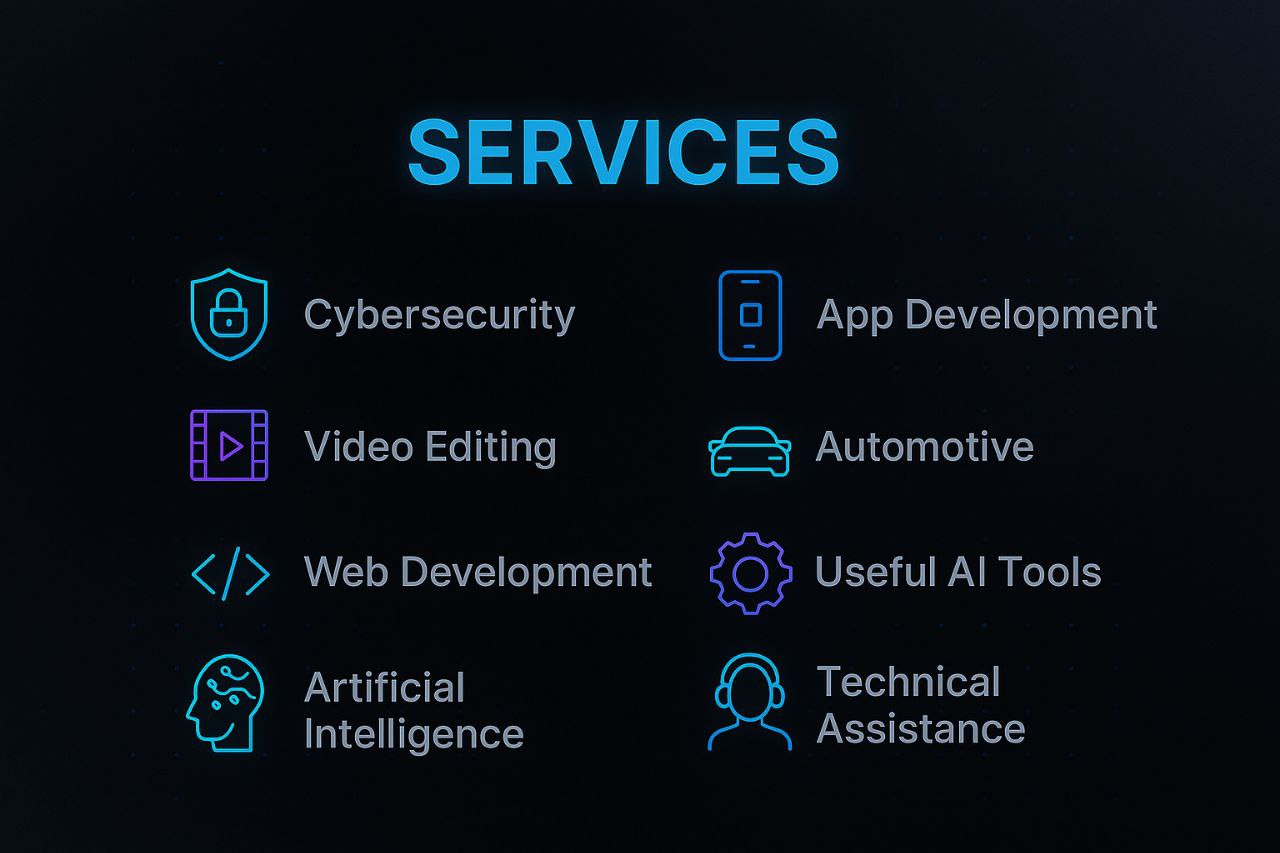 SERVICES
Cybersecurity
App Development
Video Editing
Automotive
Web Development
Useful AI Tools
Artificial
Intelligence
Technical
Assistance